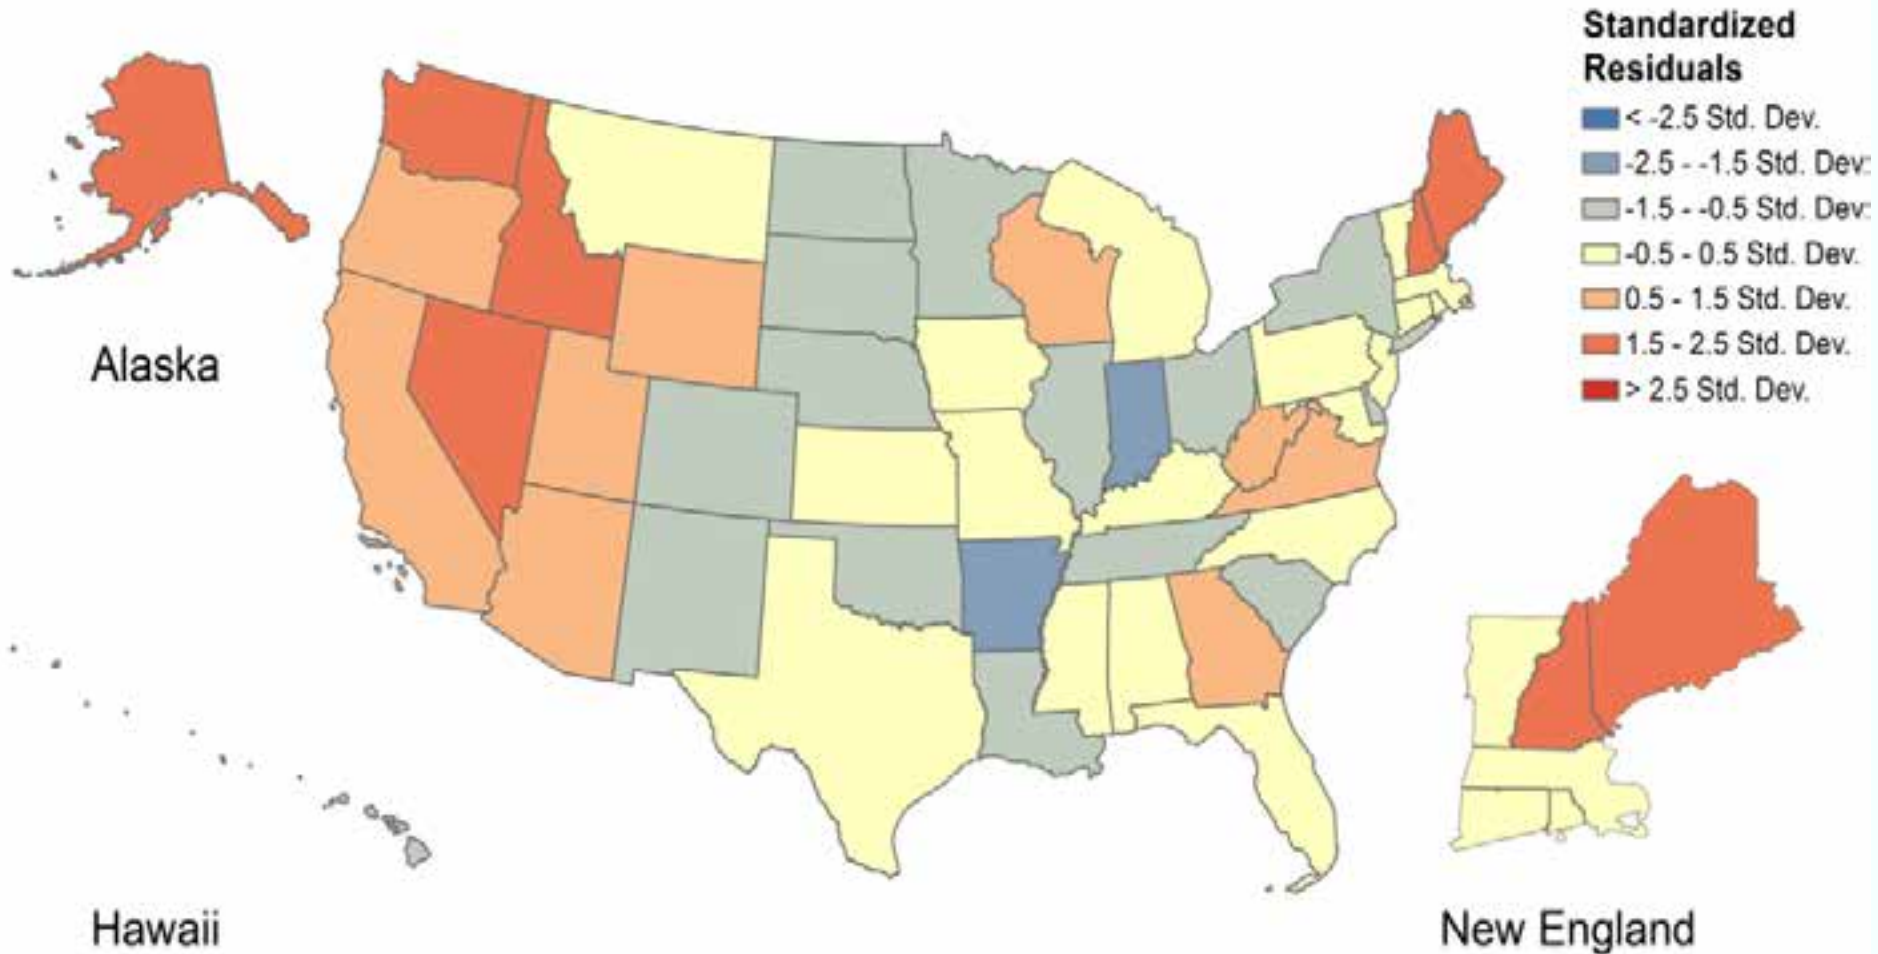 Standardized
Residuals
< -2.5 Std. Dev.
-2.5 - -1.5 Std. Dev.
-1.5 - -0.5 Std. Dev.
-0.5 - 0.5 Std. Dev.
0.5 - 1.5 Std. Dev.
1.5 - 2.5 Std. Dev.
> 2.5 Std. Dev.
Alaska
Hawaii
New England